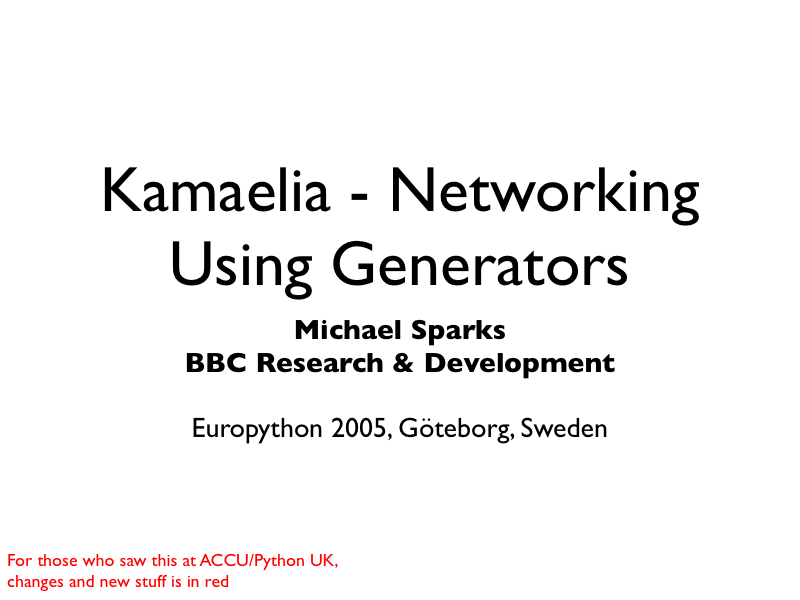 Kamaelia - Networking
Using Generators
Michael Sparks
BBC Research & Development
Europython 2005, Göteborg, Sweden
For those who saw this at ACCU/Python UK,
changes and new stuff is in red